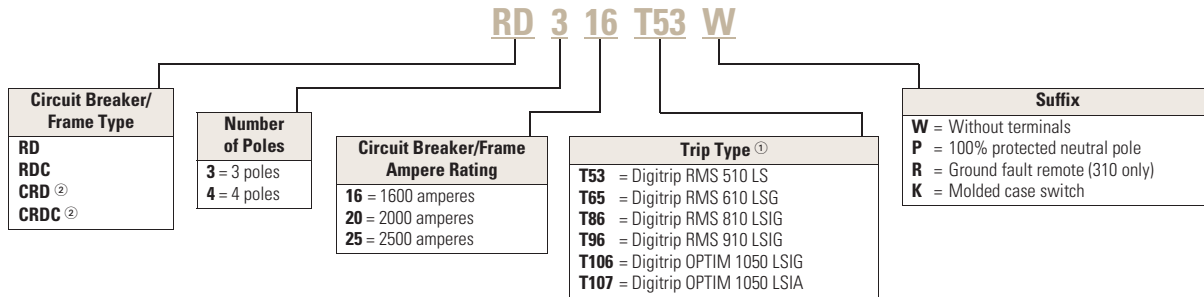 RD 3 16 T53 W
Circuit Breaker/
Frame Type
RD
RDC
CRD ②
CRDC ②
Number
of Poles
3 = 3 poles
4 = 4 poles
Circuit Breaker/Frame
Ampere Rating
16 = 1600 amperes
20 = 2000 amperes
25 = 2500 amperes
Trip Type ①
T53 = Digitrip RMS 510 LS
T65 = Digitrip RMS 610 LSG
T86 = Digitrip RMS 810 LSIG
T96 = Digitrip RMS 910 LSIG
T106 = Digitrip OPTIM 1050 LSIG
T107 = Digitrip OPTIM 1050 LSIA
Suffix
W = Without terminals
P = 100% protected neutral pole
R = Ground fault remote (310 only)
K = Molded case switch